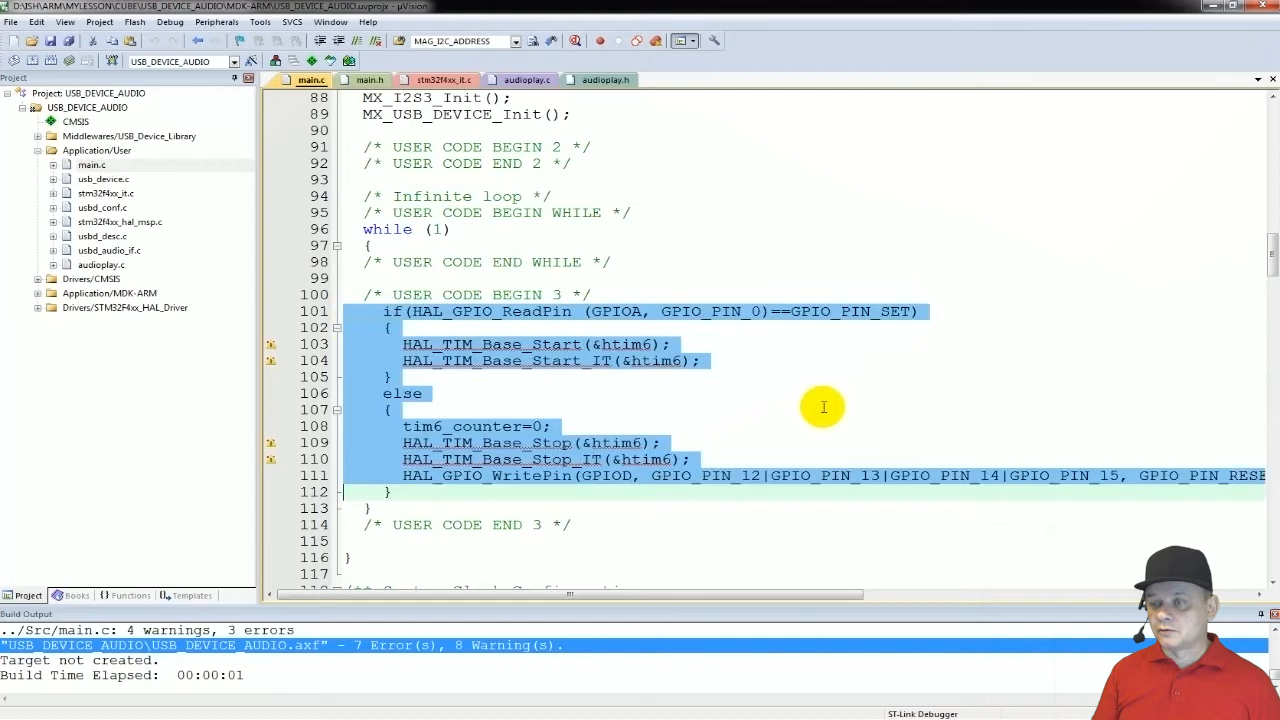 D:\ISH\ARM\MYLESSON\CUBE\USB_DEVICE_AUDIO\MDK-ARM\USB_DEVICE_AUDIO.uvprojx - µVision
File Edit View Project Flash Debug Peripherals Tools SVCS Window Help
MAG_I2C_ADDRESS
USB_DEVICE_AUDIO
Project
main.c main.h stm32f4xx_it.c audioplay.c audioplay.h
Project: USB_DEVICE_AUDIO
USB_DEVICE_AUDIO
CMSIS
Middlewares/USB_Device_Library
Application/User
main.c
usb_device.c
stm32f4xx_it.c
usbd_conf.c
stm32f4xx_hal_msp.c
usbd_desc.c
usbd_audio_if.c
audioplay.c
Drivers/CMSIS
Application/MDK-ARM
Drivers/STM32F4xx_HAL_Driver
Project Books {} Functions Templates
88 MX_I2S3_Init();
89 MX_USB_DEVICE_Init();
90
91 /* USER CODE BEGIN 2 */
92 /* USER CODE END 2 */
93
94 /* Infinite loop */
95 /* USER CODE BEGIN WHILE */
96 while (1)
97 {
98 /* USER CODE END WHILE */
99
100 /* USER CODE BEGIN 3 */
101 if(HAL_GPIO_ReadPin (GPIOA, GPIO_PIN_0)==GPIO_PIN_SET)
102 {
103 HAL_TIM_Base_Start(&htim6);
104 HAL_TIM_Base_Start_IT(&htim6);
105 }
106 else
107 {
108 tim6_counter=0;
109 HAL_TIM_Base_Stop(&htim6);
110 HAL_TIM_Base_Stop_IT(&htim6);
111 HAL_GPIO_WritePin(GPIOD, GPIO_PIN_12|GPIO_PIN_13|GPIO_PIN_14|GPIO_PIN_15, GPIO_PIN_RESE
112 }
113 }
114 /* USER CODE END 3 */
115
116 }
117
Build Output
../Src/main.c: 4 warnings, 3 errors
"USB_DEVICE_AUDIO\USB_DEVICE_AUDIO.axf" - 7 Error(s), 8 Warning(s).
Target not created.
Build Time Elapsed: 00:00:01
ST-Link Debugger